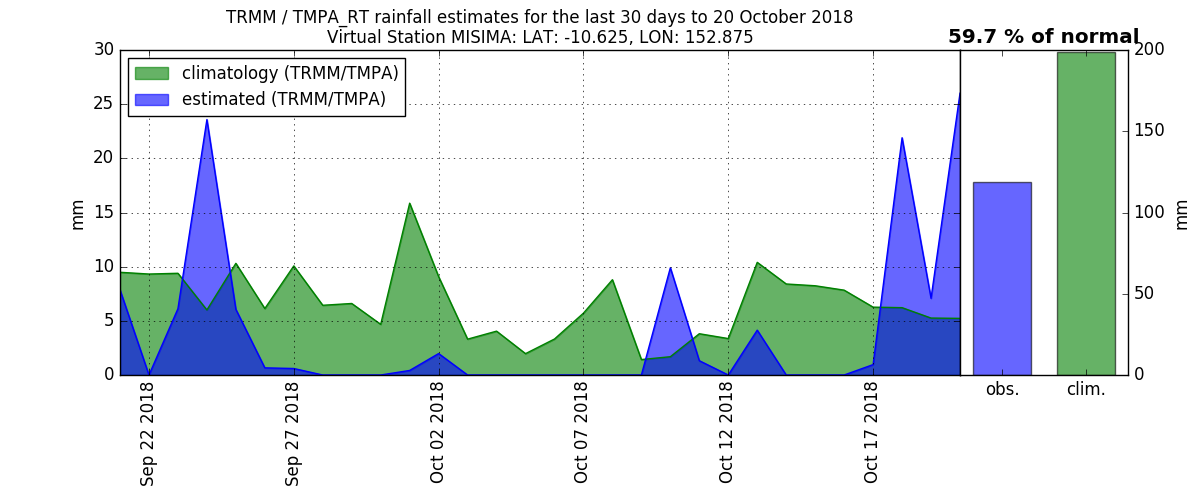 TRMM / TMPA_RT rainfall estimates for the last 30 days to 20 October 2018
Virtual Station MISIMA: LAT: -10.625, LON: 152.875
59.7 % of normal
climatology (TRMM/TMPA)
estimated (TRMM/TMPA)
30
25
20
15
10
5
0
mm
Sep 22 2018
Sep 27 2018
Oct 02 2018
Oct 07 2018
Oct 12 2018
Oct 17 2018
obs.
clim.
200
150
100
50
0
mm